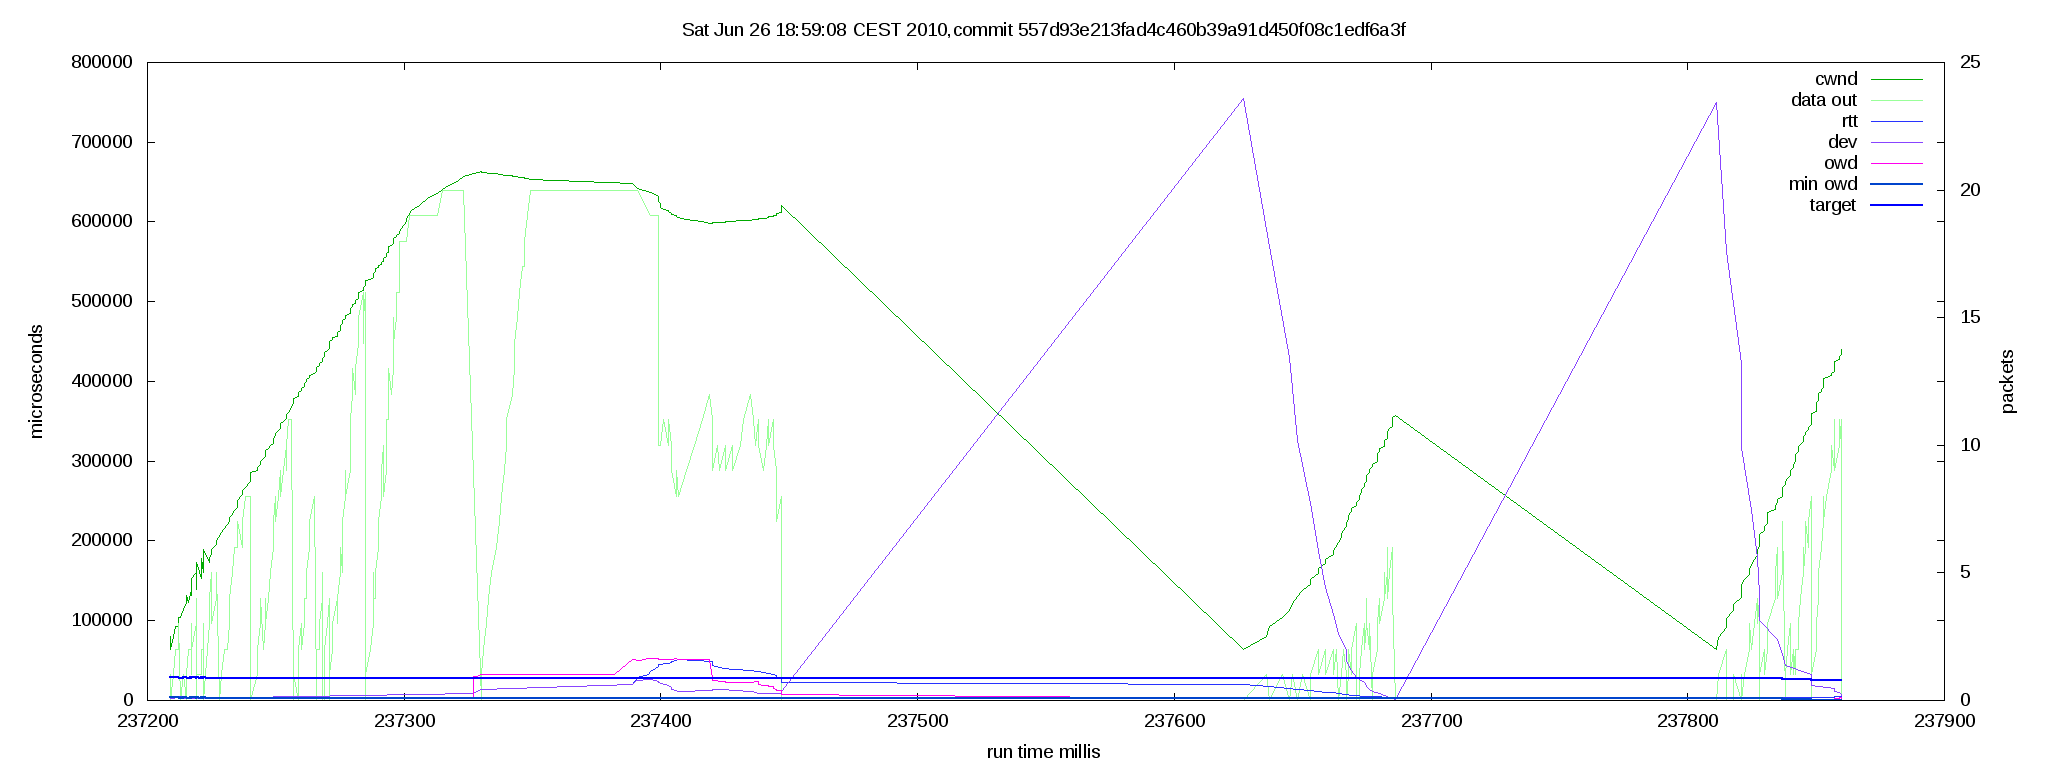 Sat Jun 26 18:59:08 CEST 2010,commit 557d93e213fad4c460b39a91d450f08c1edf6a3f
800000
700000
600000
500000
400000
300000
200000
100000
0
microseconds
25
20
15
10
5
0
packets
cwnd
data out
rtt
dev
owd
min owd
target
237200
237300
237400
237500
237600
237700
237800
237900
run time millis